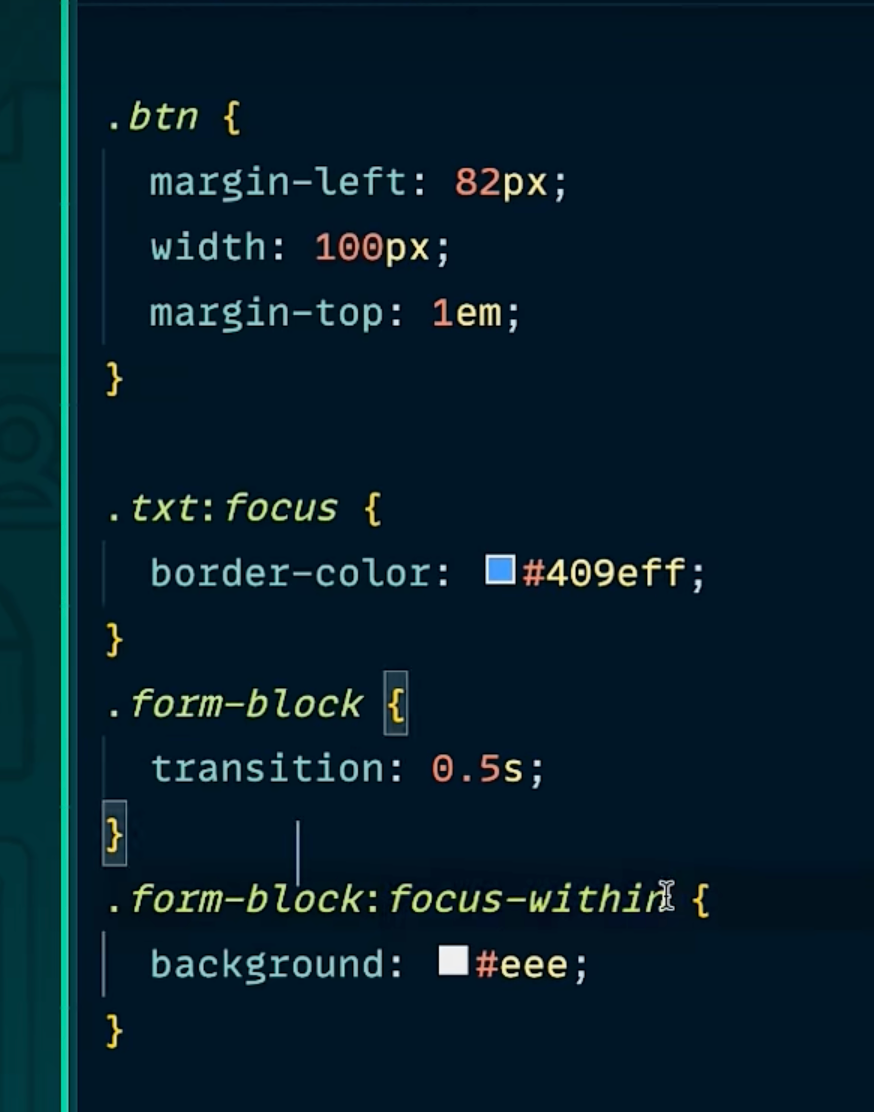 .btn {
margin-left: 82px;
width: 100px;
margin-top: 1em;
}
.txt:focus {
border-color: #409eff;
}
.form-block {
transition: 0.5s;
}
.form-block:focus-within {
background: #eee;
}